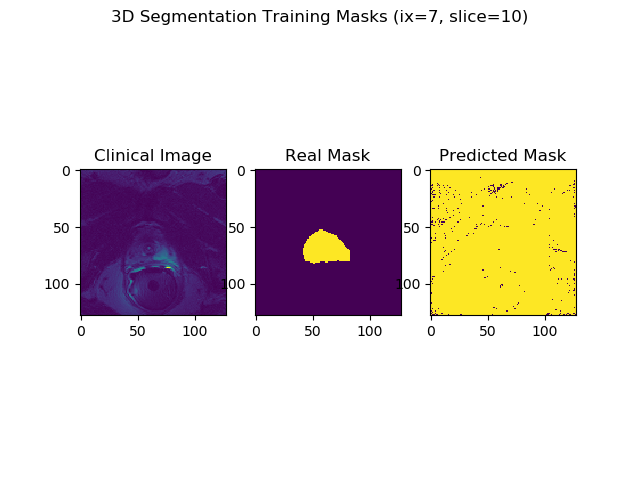 3D Segmentation Training Masks (ix=7, slice=10)
Clinical Image Real Mask Predicted Mask
0 0 0
50 50 50
100 100 100
0 50 100 0 50 100 0 50 100